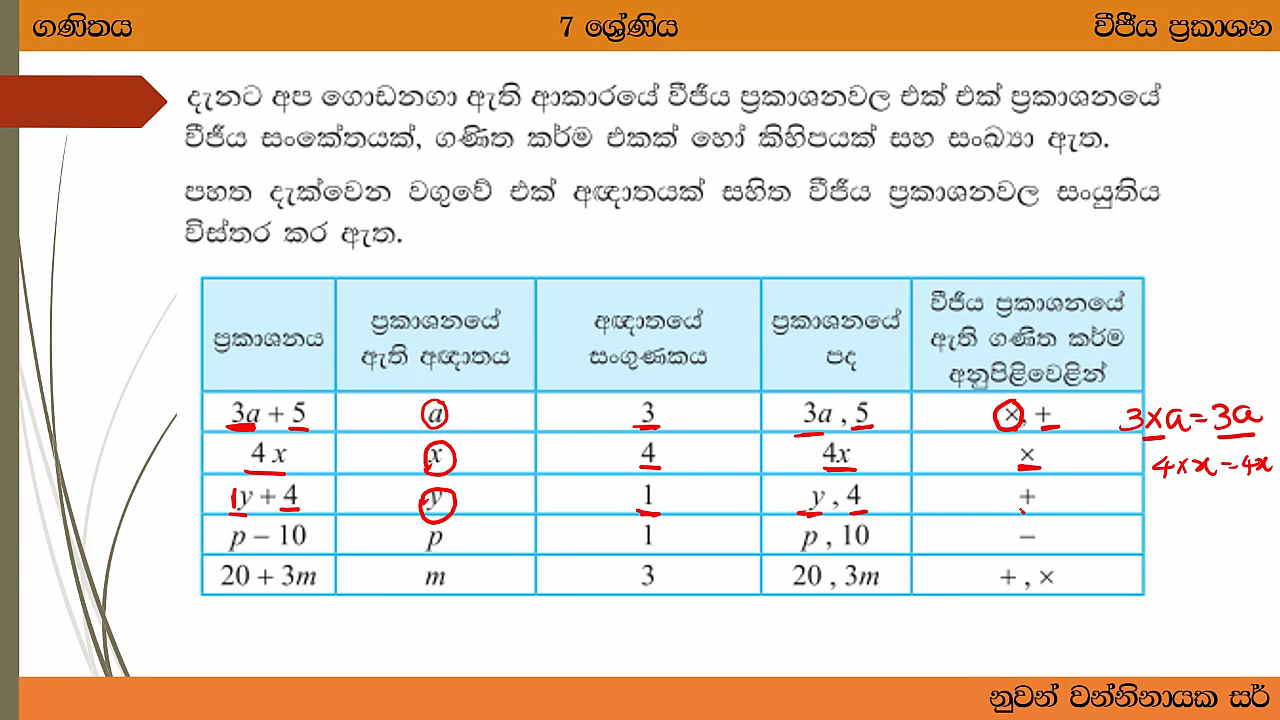 ගණිතය 7 ශ්‍රේණිය වීජීය ප්‍රකාශන
දැනට අප ගොඩනගා ඇති ආකාරයේ වීජීය ප්‍රකාශනවල එක් එක් ප්‍රකාශනයේ
වීජීය සංකේතයක්, ගණිත කර්ම එකක් හෝ කිහිපයක් සහ සංඛ්‍යා ඇත.
පහත දැක්වෙන වගුවේ එක් අඥාතයක් සහිත වීජීය ප්‍රකාශනවල සංයුතිය
විස්තර කර ඇත.
ප්‍රකාශනය
ප්‍රකාශනයේ
ඇති අඥාතය
අඥාතයේ
සංගුණකය
ප්‍රකාශනයේ
පද
වීජීය ප්‍රකාශනයේ
ඇති ගණිත කර්ම
අනුපිළිවෙළින්
3a + 5 a 3 3a , 5 ×, + 3×a=3a
4 x x 4 4x × 4×x=4x
1y + 4 y 1 y , 4 +
p – 10 p 1 p , 10 –
20 + 3m m 3 20 , 3m + , ×
නුවන් වන්නිනායක සර්